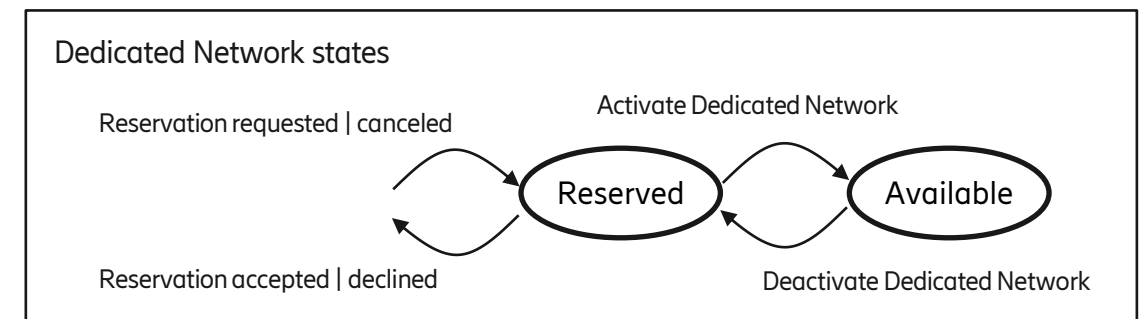 Dedicated Network states
Activate Dedicated Network
Reservation requested | canceled
Reserved
Available
Reservation accepted | declined
Deactivate Dedicated Network